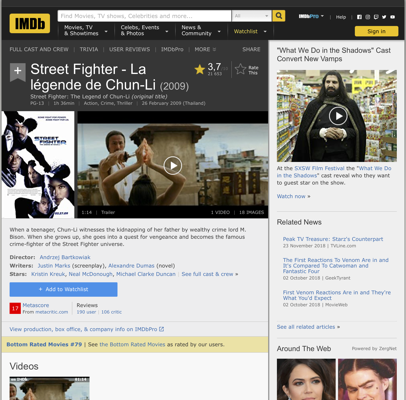 IMDb
Find Movies, TV shows, Celebrities and more...
All
IMDbPro
Help
Movies, TV & Showtimes
Celebs, Events & Photos
News & Community
Watchlist
Sign in
FULL CAST AND CREW | TRIVIA | USER REVIEWS | IMDbPro | MORE
SHARE
Street Fighter - La légende de Chun-Li (2009)
Street Fighter: The Legend of Chun-Li (original title)
PG-13 | 1h 36min | Action, Crime, Thriller | 26 February 2009 (Thailand)
3,7/10
Rate This
STREET FIGHTER
1:14 | Trailer
1 VIDEO | 18 IMAGES
When a teenager, Chun-Li witnesses the kidnapping of her father by wealthy crime lord M. Bison. When she grows up, she goes into a quest for vengeance and becomes the famous crime-fighter of the Street Fighter universe.
Director: Andrzej Bartkowiak
Writers: Justin Marks (screenplay), Alexandre Dumas (novel)
Stars: Kristin Kreuk, Neal McDonough, Michael Clarke Duncan | See full cast & crew »
+ Add to Watchlist
17
Metascore
From metacritic.com
Reviews
190 user | 106 critic
View production, box office, & company info on IMDbPro
Bottom Rated Movies #79 | See the Bottom Rated Movies as rated by our users.
Videos
"What We Do in the Shadows" Cast Convert New Vamps
At the SXSW Film Festival the "What We Do in the Shadows" cast reveal who they want to guest star on the show.
Watch now »
Related News
Peak TV Treasure: Starz's Counterpart
23 November 2018 | TVLine.com
The First Reactions To Venom Are in and It's Compared To Catwoman and Fantastic Four
02 October 2018 | GeekTyrant
First Venom Reactions Are in and They're What You'd Expect
02 October 2018 | MovieWeb
See all related articles »
Around The Web
Powered by ZergNet